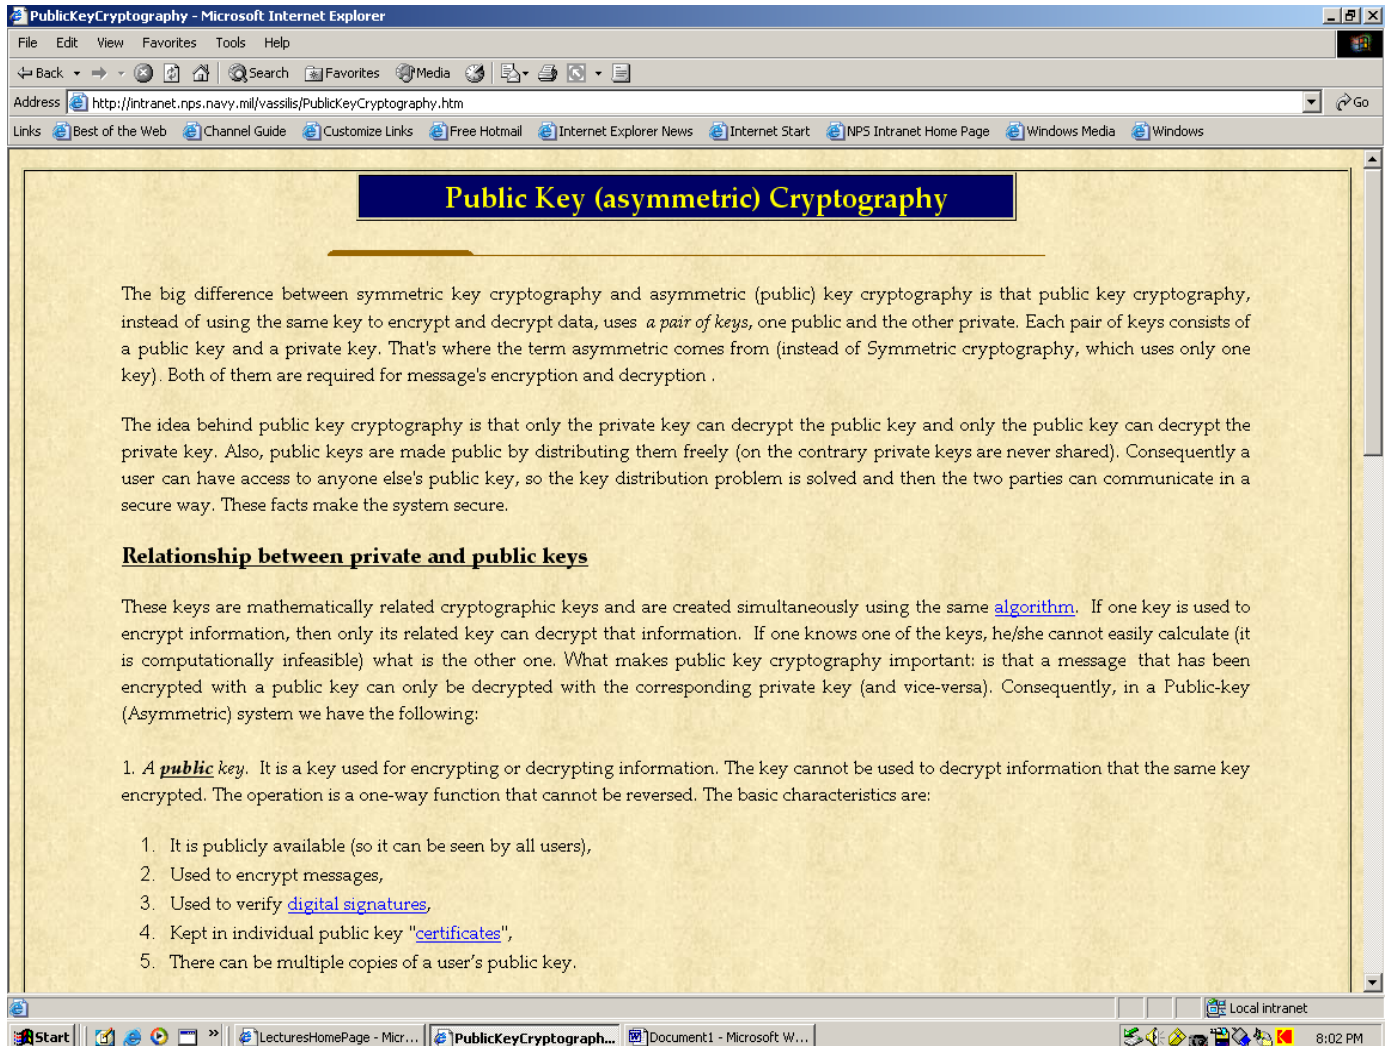 PublicKeyCryptography - Microsoft Internet Explorer
File Edit View Favorites Tools Help
Back Search Favorites Media
Address http://intranet.nps.navy.mil/vassilis/PublicKeyCryptography.htm Go
Links Best of the Web Channel Guide Customize Links Free Hotmail Internet Explorer News Internet Start NPS Intranet Home Page Windows Media Windows
Public Key (asymmetric) Cryptography
The big difference between symmetric key cryptography and asymmetric (public) key cryptography is that public key cryptography,
instead of using the same key to encrypt and decrypt data, uses a pair of keys, one public and the other private. Each pair of keys consists of
a public key and a private key. That's where the term asymmetric comes from (instead of Symmetric cryptography, which uses only one
key). Both of them are required for message's encryption and decryption .
The idea behind public key cryptography is that only the private key can decrypt the public key and only the public key can decrypt the
private key. Also, public keys are made public by distributing them freely (on the contrary private keys are never shared). Consequently a
user can have access to anyone else's public key, so the key distribution problem is solved and then the two parties can communicate in a
secure way. These facts make the system secure.
Relationship between private and public keys
These keys are mathematically related cryptographic keys and are created simultaneously using the same algorithm. If one key is used to
encrypt information, then only its related key can decrypt that information. If one knows one of the keys, he/she cannot easily calculate (it
is computationally infeasible) what is the other one. What makes public key cryptography important: is that a message that has been
encrypted with a public key can only be decrypted with the corresponding private key (and vice-versa). Consequently, in a Public-key
(Asymmetric) system we have the following:
1. A public key. It is a key used for encrypting or decrypting information. The key cannot be used to decrypt information that the same key
encrypted. The operation is a one-way function that cannot be reversed. The basic characteristics are:
1. It is publicly available (so it can be seen by all users),
2. Used to encrypt messages,
3. Used to verify digital signatures,
4. Kept in individual public key "certificates",
5. There can be multiple copies of a user's public key.
Local intranet
Start » LecturesHomePage - Micr... PublicKeyCryptograph... Document1 - Microsoft W... 8:02 PM